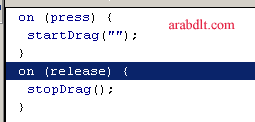 on (press) {
arabdlt.com
startDrag("");
}
on (release) {
stopDrag();
}